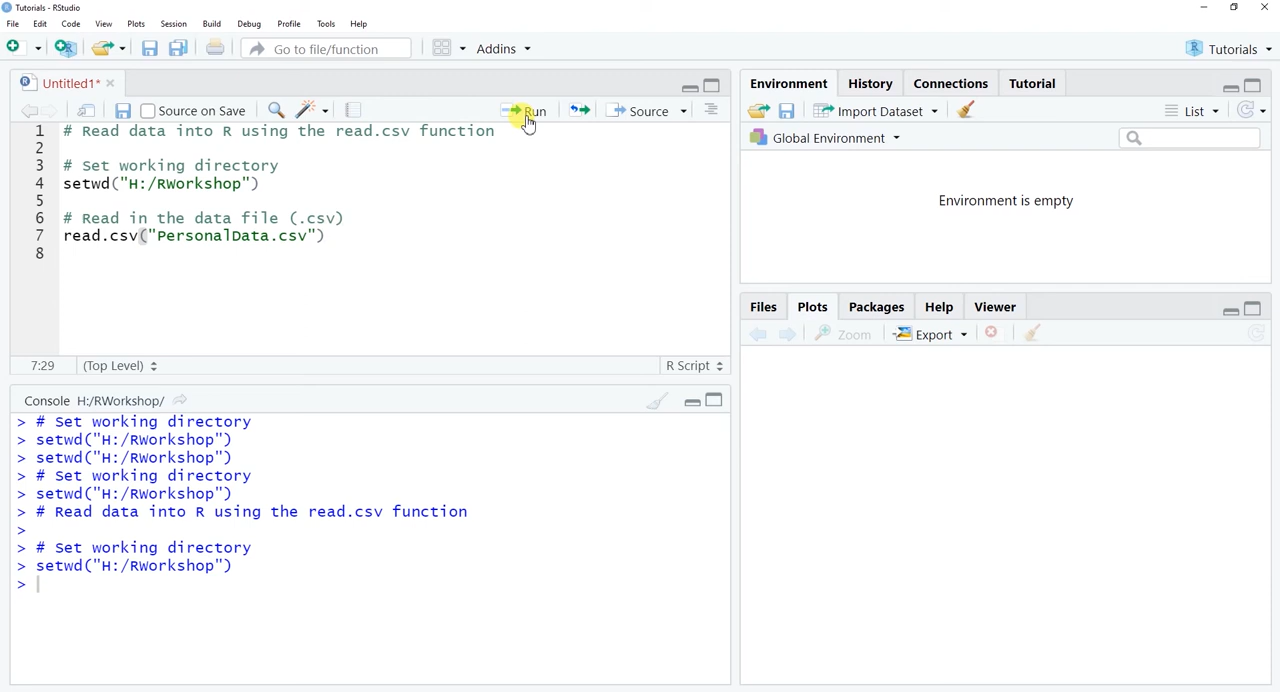 Tutorials - RStudio
File Edit Code View Plots Session Build Debug Profile Tools Help
Go to file/function Addins Tutorials
Untitled1*
Source on Save Run Source
1 # Read data into R using the read.csv function
2
3 # Set working directory
4 setwd("H:/RWorkshop")
5
6 # Read in the data file (.csv)
7 read.csv("PersonalData.csv")
8
7:29 (Top Level) R Script
Console H:/RWorkshop/
> # Set working directory
> setwd("H:/RWorkshop")
> setwd("H:/RWorkshop")
> # Set working directory
> setwd("H:/RWorkshop")
> # Read data into R using the read.csv function
>
> # Set working directory
> setwd("H:/RWorkshop")
>
Environment History Connections Tutorial
Import Dataset List
Global Environment
Environment is empty
Files Plots Packages Help Viewer
Zoom Export